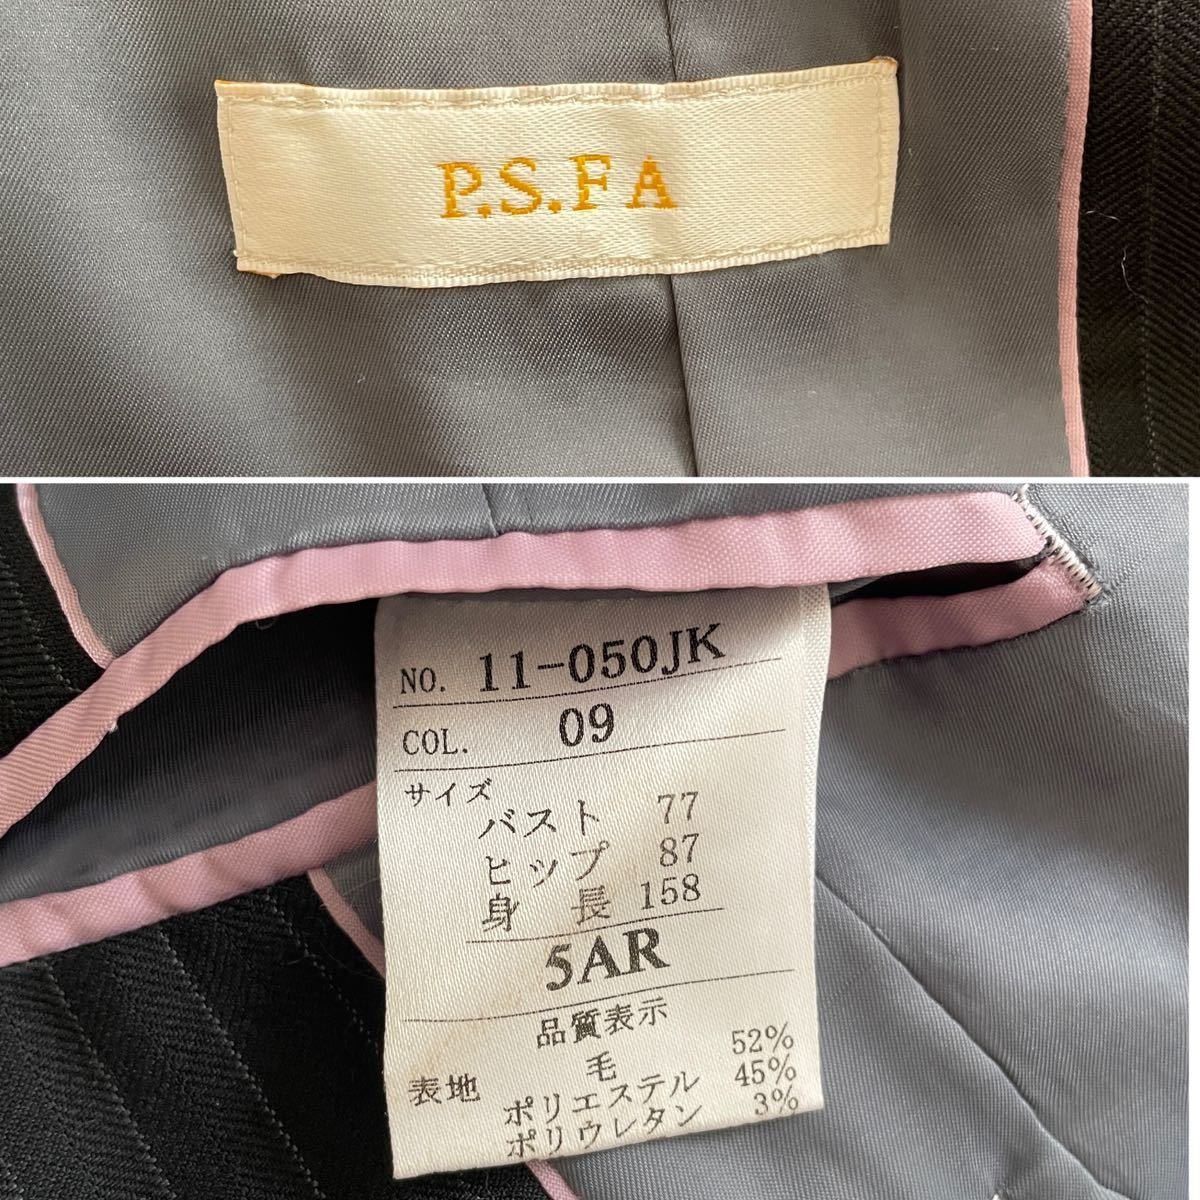 P.S.FA
NO. 11-050JK
COL. 09
サイズ
バスト 77
ヒップ 87
身長 158
5AR
品質表示
表地 毛 52%
ポリエステル 45%
ポリウレタン 3%